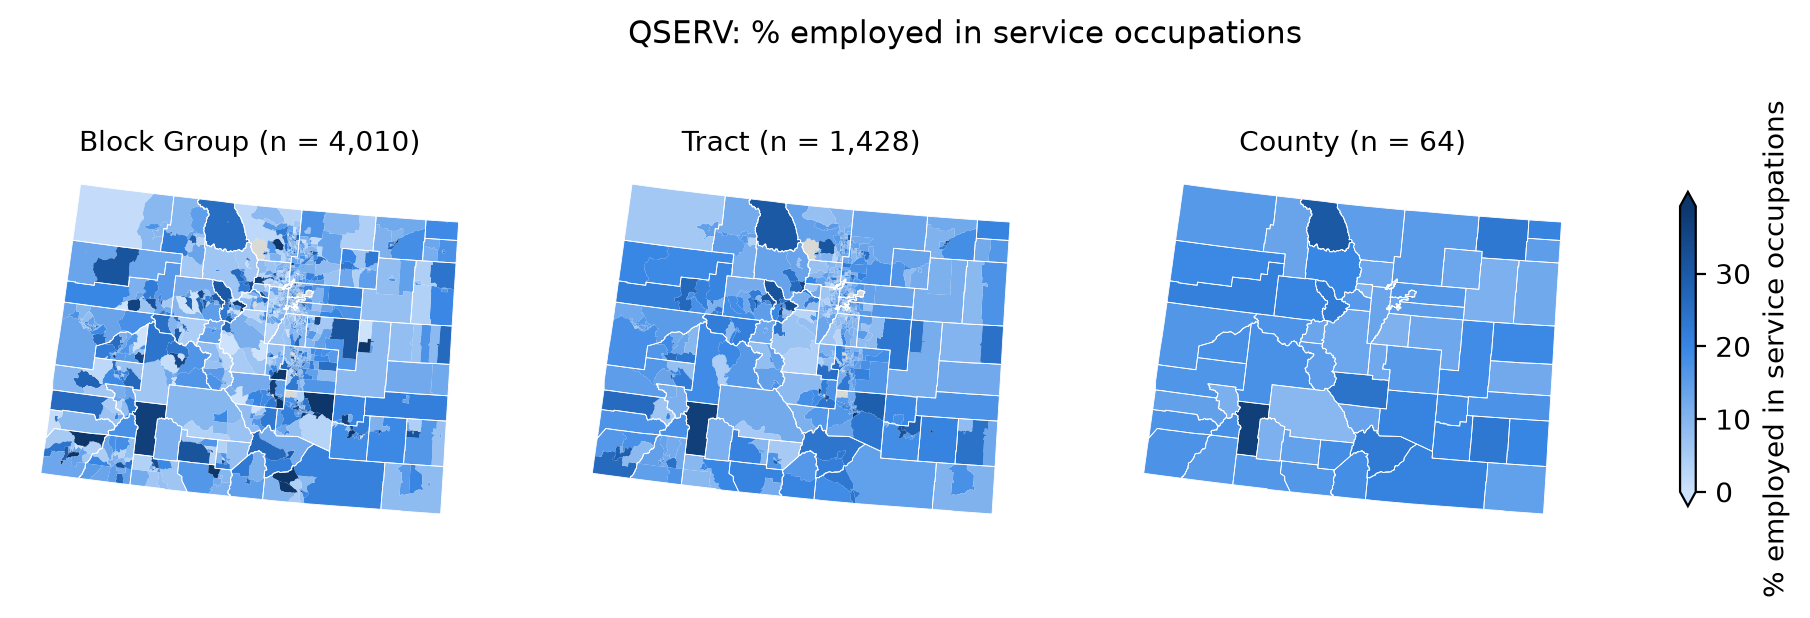 QSERV: % employed in service occupations
Block Group (n = 4,010)
Tract (n = 1,428)
County (n = 64)
30
20
10
0
% employed in service occupations